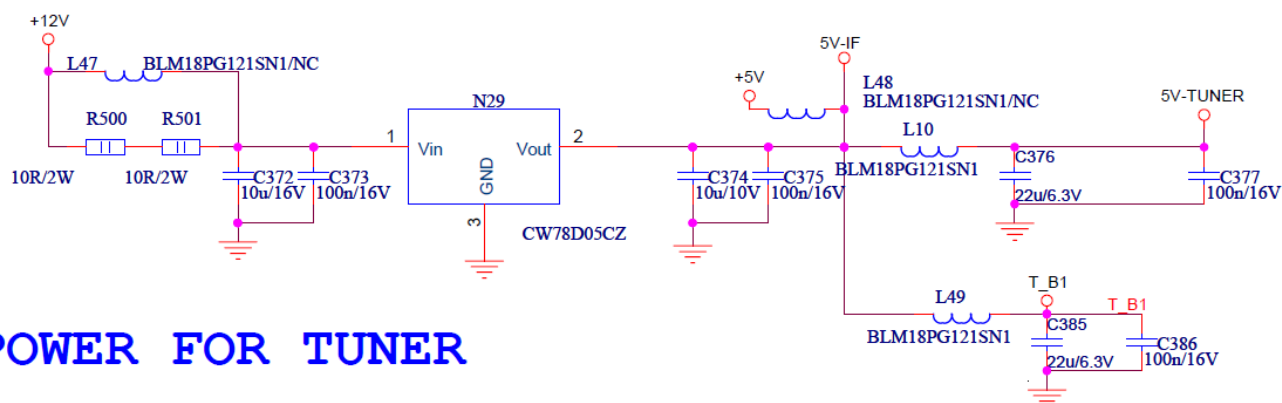 +12V
L47
BLM18PG121SN1/NC
R500
R501
10R/2W
10R/2W
C372
10u/16V
C373
100n/16V
N29
1
Vin
Vout
2
GND
3
CW78D05CZ
5V-IF
+5V
L48
BLM18PG121SN1/NC
5V-TUNER
L10
BLM18PG121SN1
C374
10u/10V
C375
100n/16V
C376
22u/6.3V
C377
100n/16V
T_B1
T_B1
L49
BLM18PG121SN1
C385
22u/6.3V
C386
100n/16V
POWER FOR TUNER